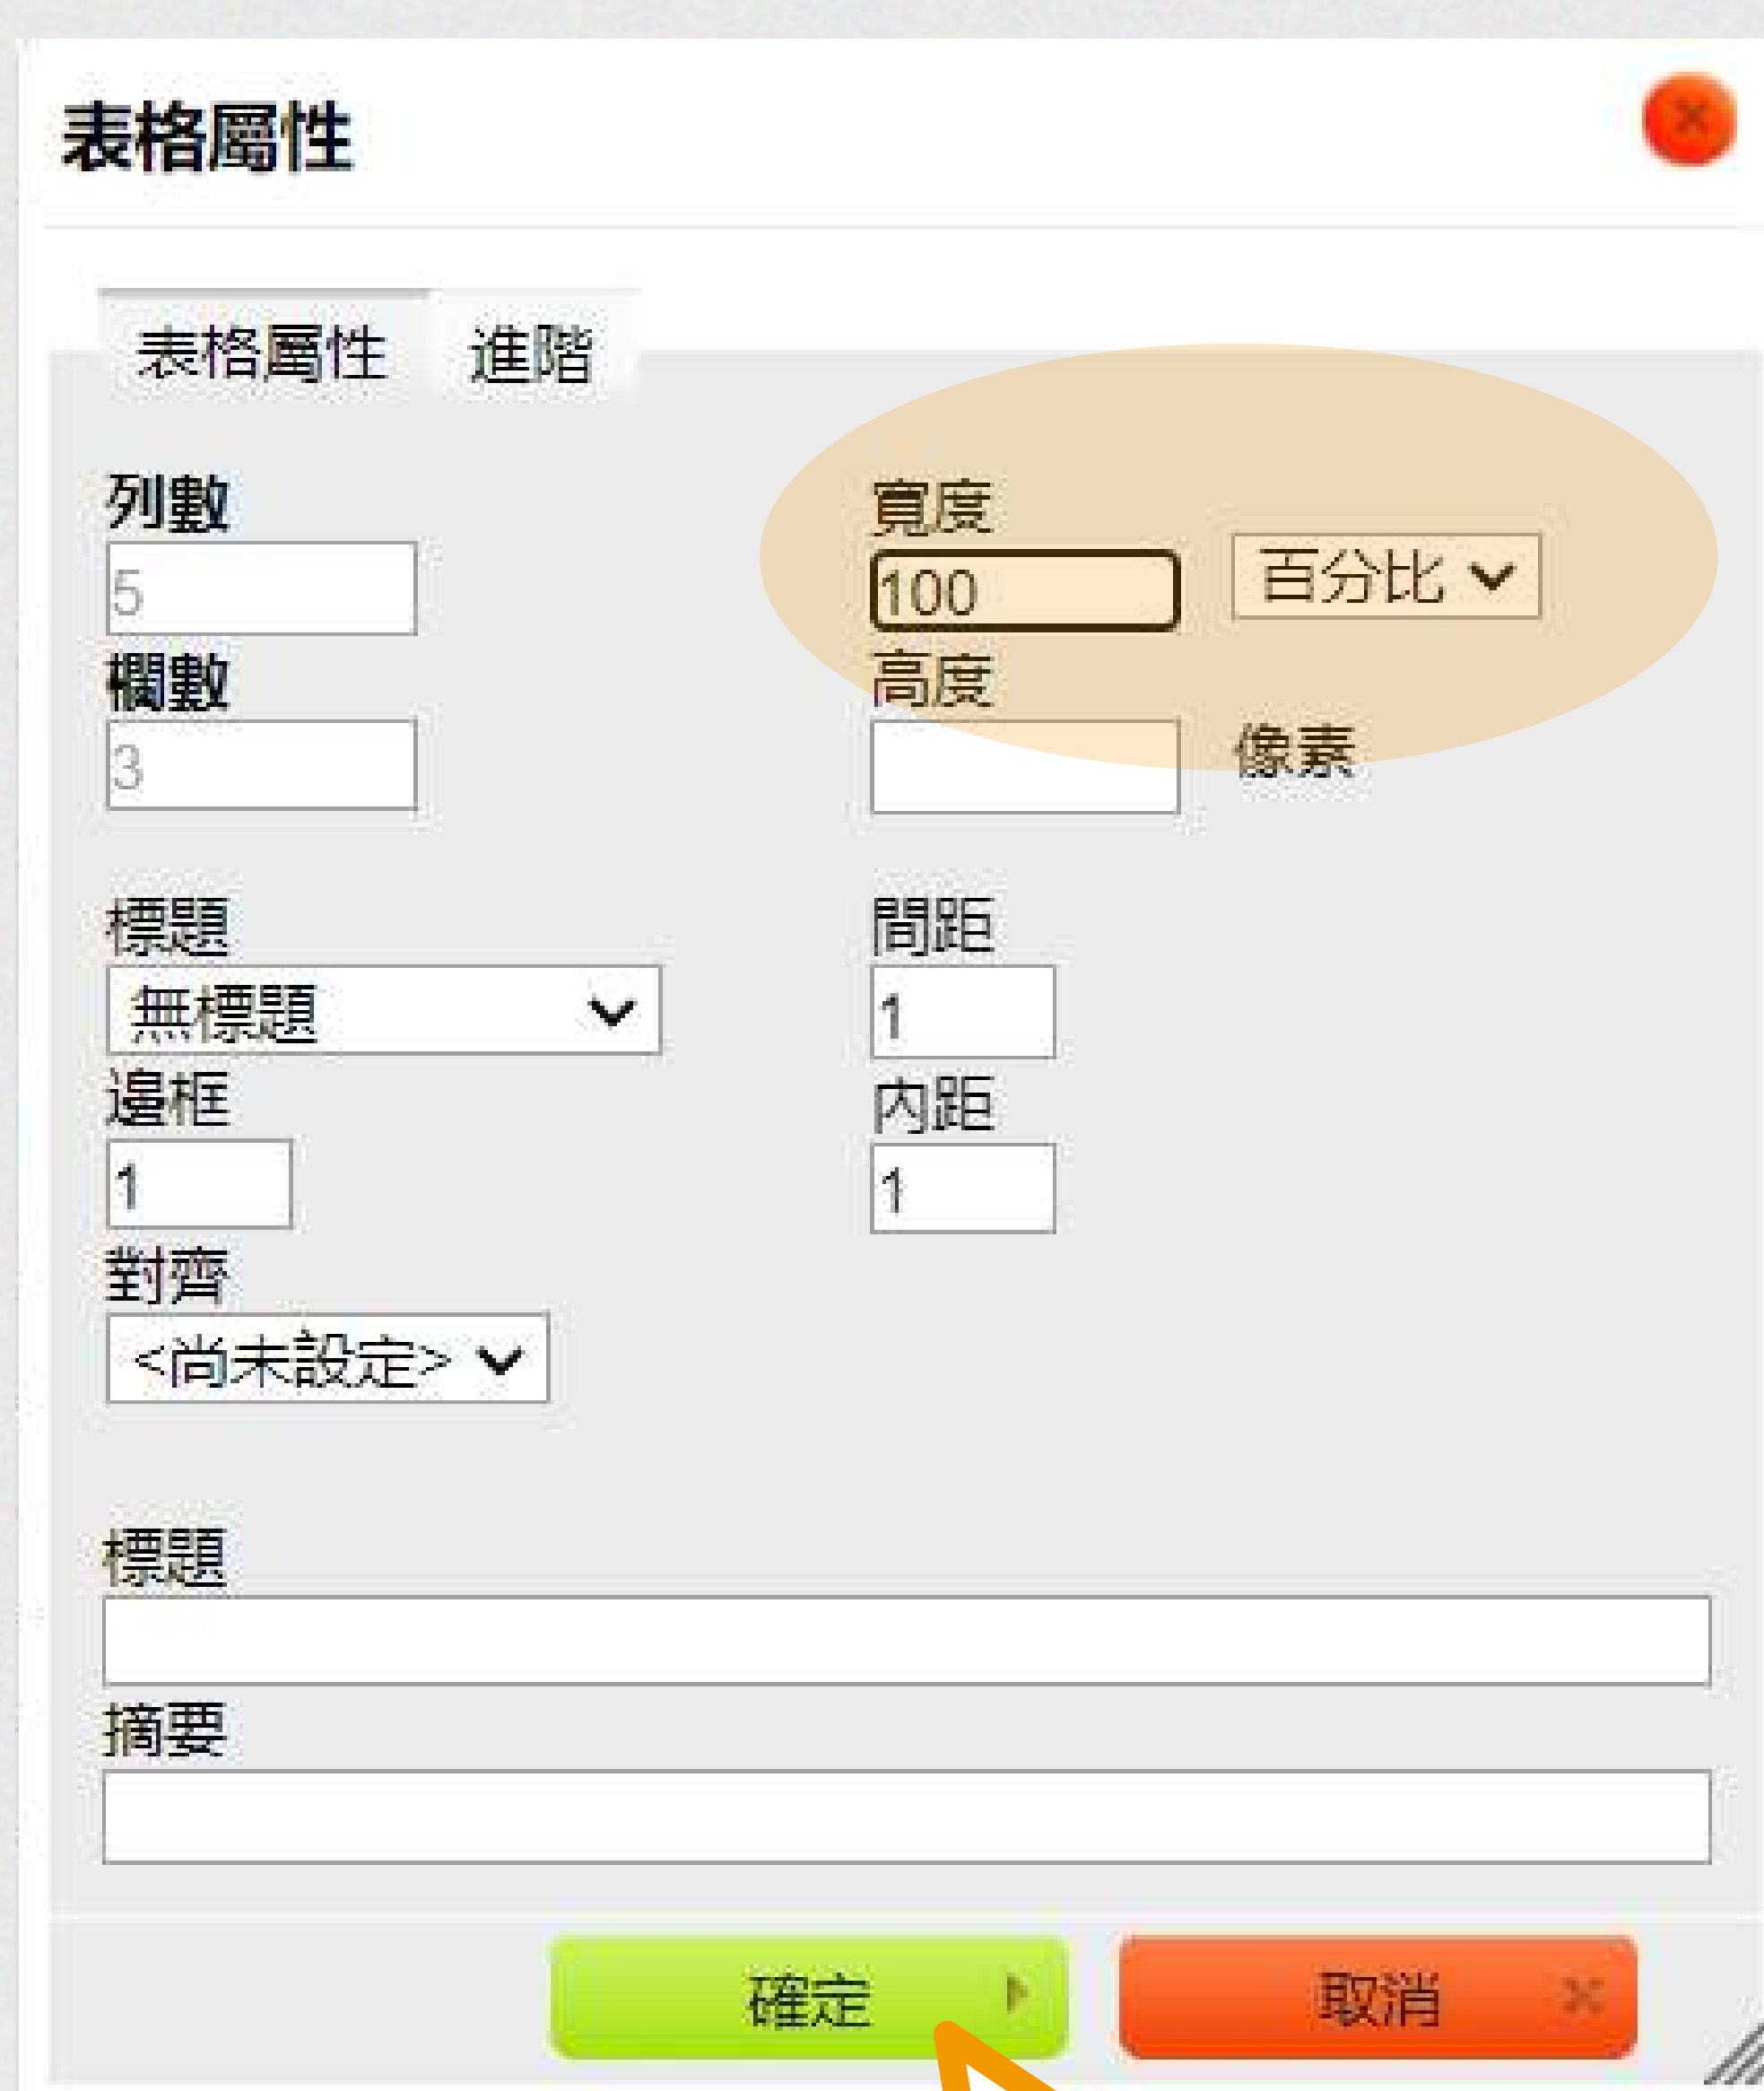 表格屬性
表格屬性 進階
列數 寬度
5 100 百分比
欄數 高度
3 像素
標題 間距
無標題 1
邊框 內距
1 1
對齊
<尚未設定>
標題
摘要
確定 取消